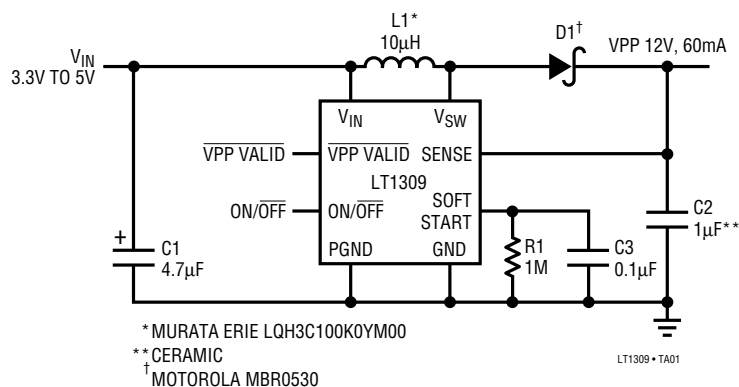 L1*
10µH
D1†
VPP 12V, 60mA
VIN
3.3V TO 5V
VIN
VSW
VPP VALID
VPP VALID
SENSE
LT1309
ON/OFF
ON/OFF
SOFT
START
PGND
GND
+
C1
4.7µF
R1
1M
C3
0.1µF
C2
1µF**
*MURATA ERIE LQH3C100K0YM00
**CERAMIC
†MOTOROLA MBR0530
LT1309 • TA01